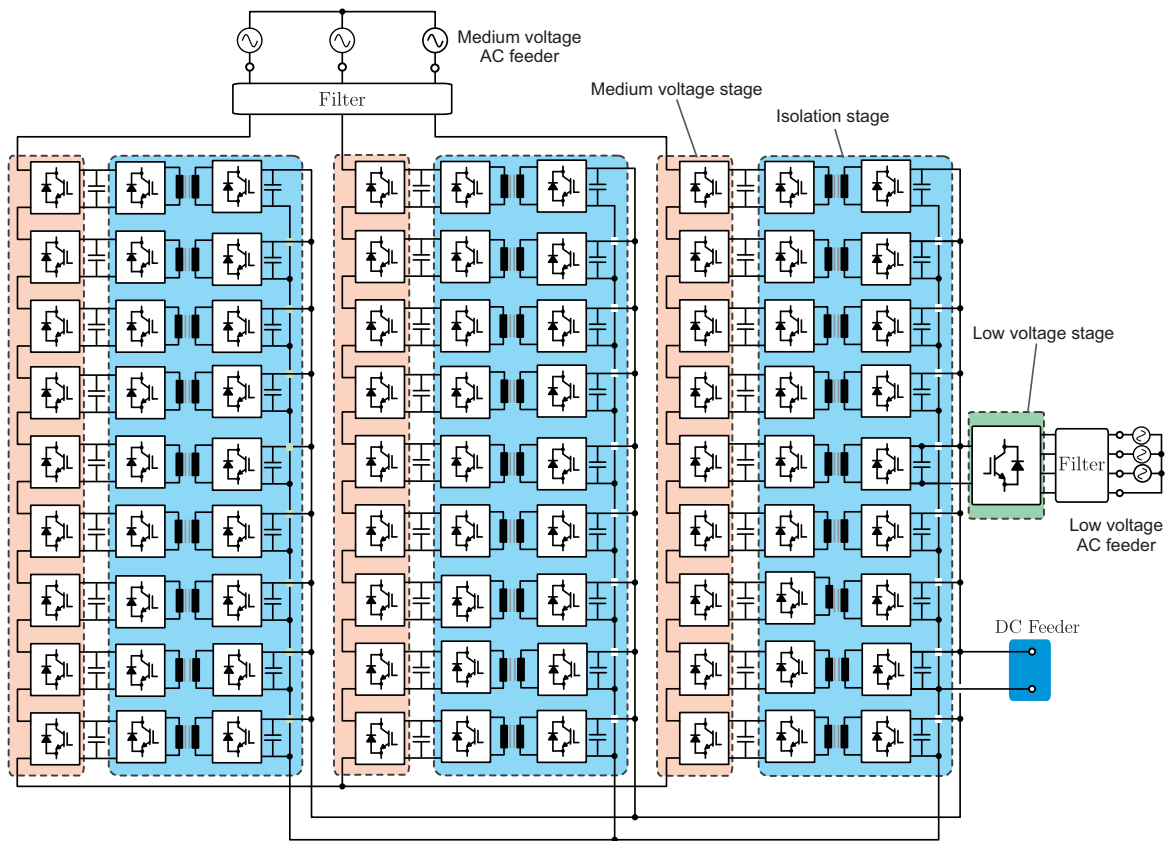 Medium voltage
AC feeder
Filter
Medium voltage stage
Isolation stage
Low voltage stage
Filter
Low voltage
AC feeder
DC Feeder